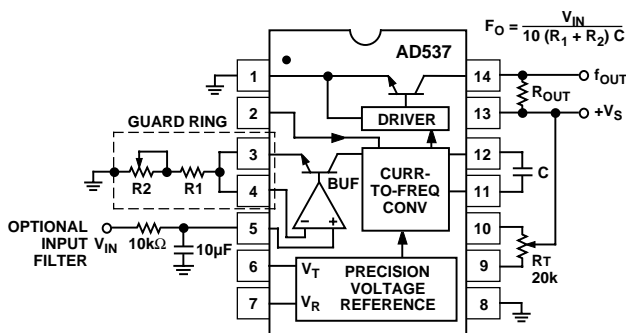 F_O = V_IN / 10 (R_1 + R_2) C
AD537
1
14
f_OUT
R_OUT
2
13
+V_S
DRIVER
GUARD RING
3
12
R2
R1
BUF
CURR-
TO-FREQ
CONV
C
4
11
OPTIONAL
INPUT
FILTER
V_IN
10kΩ
10µF
5
– +
10
R_T
20k
6
V_T
PRECISION
VOLTAGE
REFERENCE
9
7
V_R
8